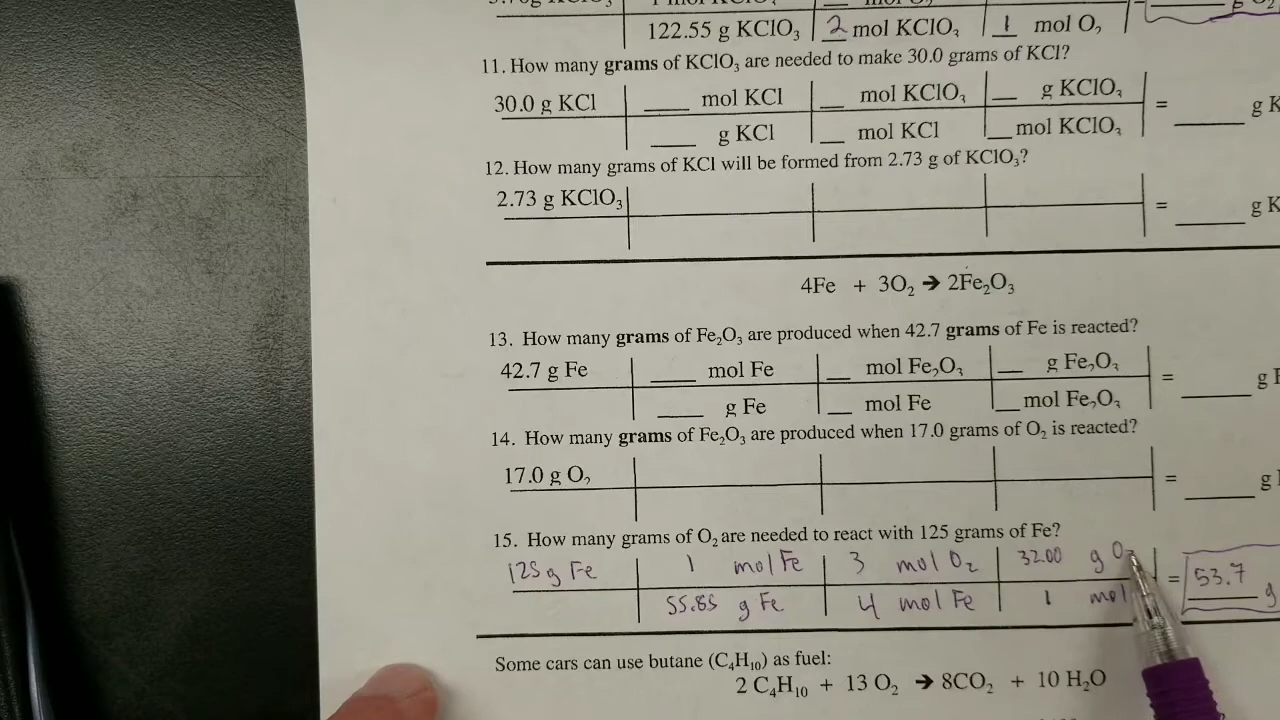 122.55 g KClO₃ 2 mol KClO₃ 1 mol O₂
11. How many grams of KClO₃ are needed to make 30.0 grams of KCl?
30.0 g KCl ___ mol KCl __ mol KClO₃ __ g KClO₃ = ____ g
___ g KCl __ mol KCl __ mol KClO₃
12. How many grams of KCl will be formed from 2.73 g of KClO₃?
2.73 g KClO₃ = ____ g
4Fe + 3O₂ ➔ 2Fe₂O₃
13. How many grams of Fe₂O₃ are produced when 42.7 grams of Fe is reacted?
42.7 g Fe ___ mol Fe __ mol Fe₂O₃ __ g Fe₂O₃ = ____ g
___ g Fe __ mol Fe __ mol Fe₂O₃
14. How many grams of Fe₂O₃ are produced when 17.0 grams of O₂ is reacted?
17.0 g O₂ = ____ g
15. How many grams of O₂ are needed to react with 125 grams of Fe?
125 g Fe 1 mol Fe 3 mol O₂ 32.00 g O₂ = 53.7 g
55.85 g Fe 4 mol Fe 1 mol
Some cars can use butane (C₄H₁₀) as fuel:
2 C₄H₁₀ + 13 O₂ ➔ 8CO₂ + 10 H₂O